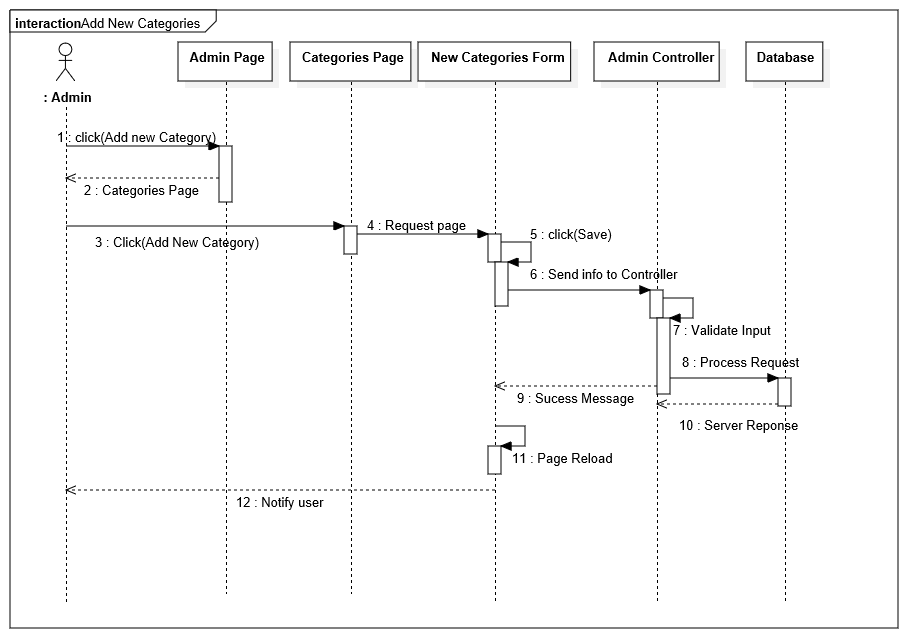 interactionAdd New Categories
: Admin
Admin Page
Categories Page
New Categories Form
Admin Controller
Database
1 : click(Add new Category)
2 : Categories Page
3 : Click(Add New Category)
4 : Request page
5 : click(Save)
6 : Send info to Controller
7 : Validate Input
8 : Process Request
9 : Sucess Message
10 : Server Reponse
11 : Page Reload
12 : Notify user